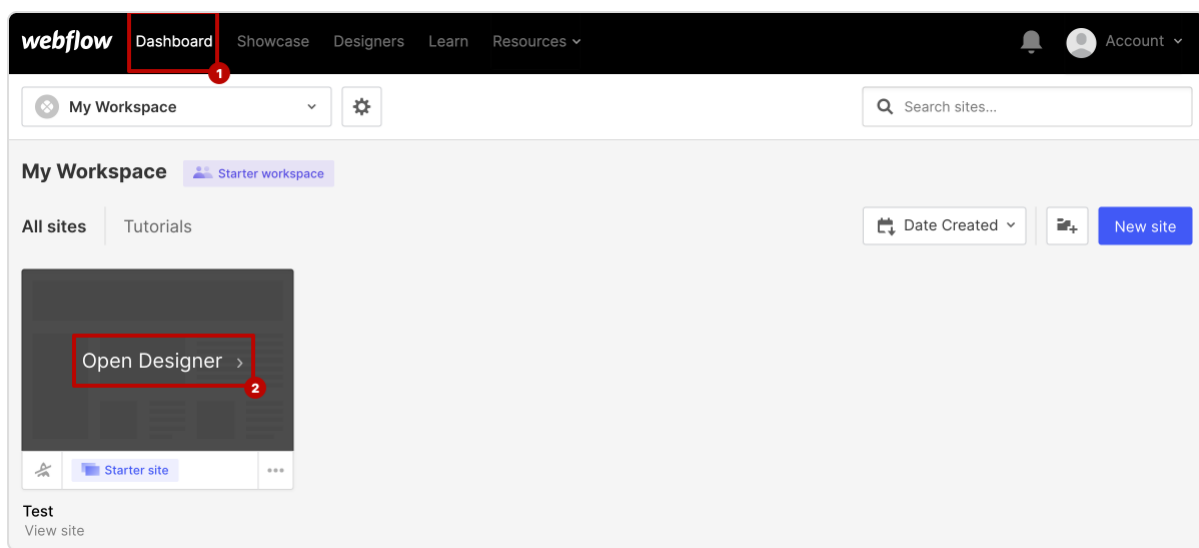 webflow Dashboard Showcase Designers Learn Resources Account
1
My Workspace Search sites...
My Workspace Starter workspace
All sites Tutorials Date Created New site
Open Designer ›
2
Starter site
Test
View site